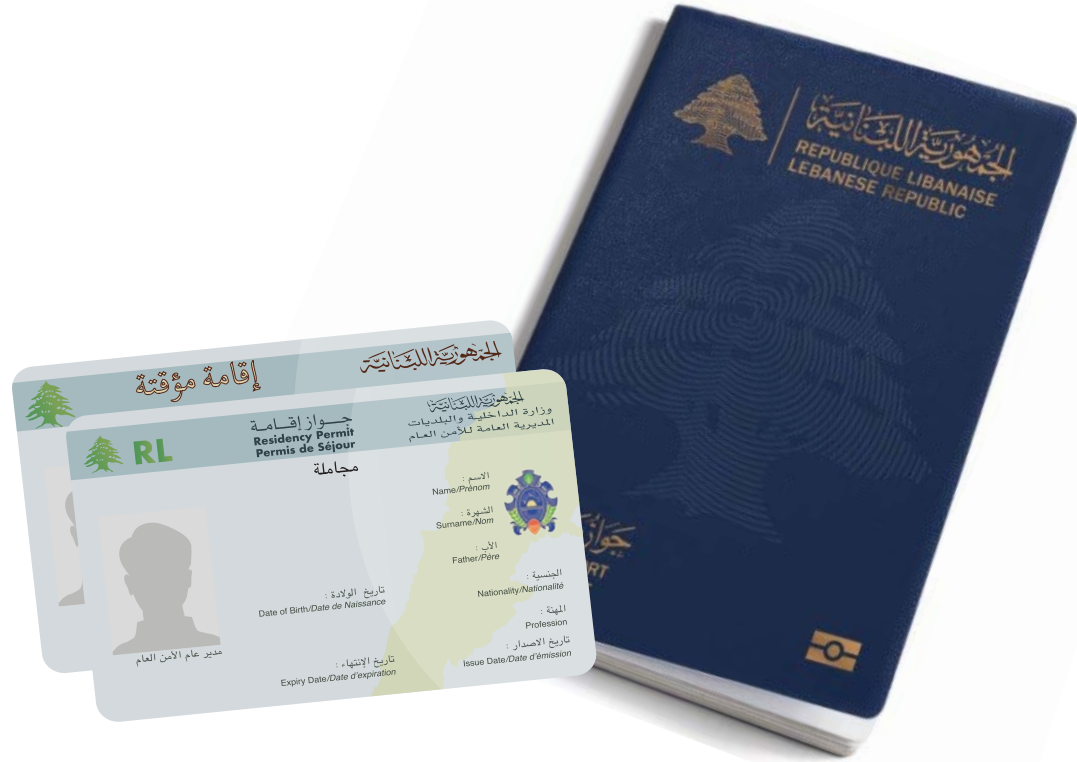 الجمهورية اللبنانية
REPUBLIQUE LIBANAISE
LEBANESE REPUBLIC
جواز
RT
إقامة مؤقتة
الجمهورية اللبنانية
RL
جـــواز إقــامــة
Residency Permit
Permis de Séjour
مجاملة
الجمهورية اللبنانية
وزارة الداخلية والبلديات
المديرية العامة للأمن العام
الاسم :
Name/Prénom
الشهرة :
Surname/Nom
الأب :
Father/Père
الجنسية :
Nationality/Nationalité
المهنة :
Profession
تاريخ الاصدار :
Issue Date/Date d'émission
تاريخ الولادة :
Date of Birth/Date de Naissance
تاريخ الإنتهاء :
Expiry Date/Date d'expiration
مدير عام الأمن العام